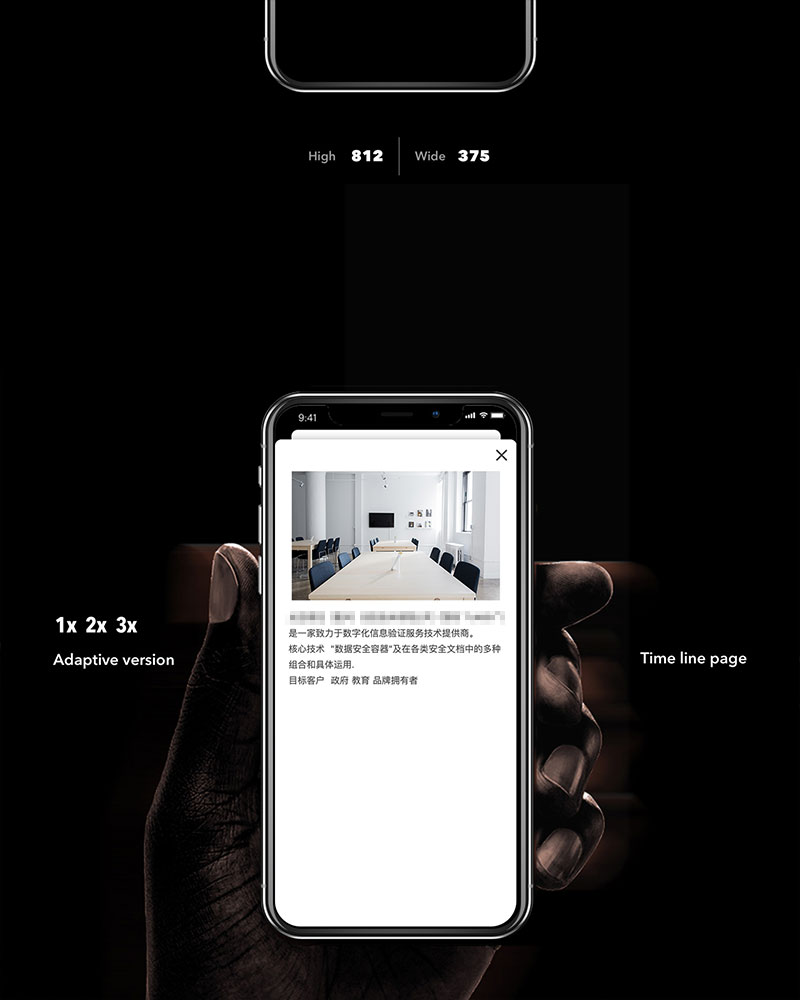 High 812 Wide 375
9:41
是一家致力于数字化信息验证服务技术提供商。
核心技术 “数据安全容器”及在各类安全文档中的多种
组合和具体运用.
目标客户 政府 教育 品牌拥有者
1x 2x 3x
Adaptive version
Time line page